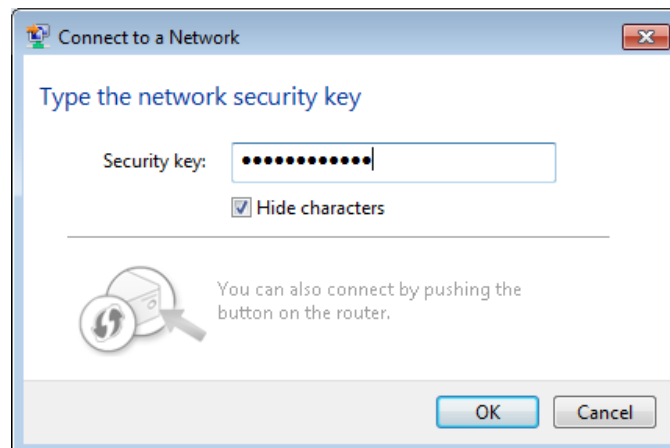 Connect to a Network
Type the network security key
Security key: ••••••••••••
Hide characters
You can also connect by pushing the
button on the router.
OK Cancel